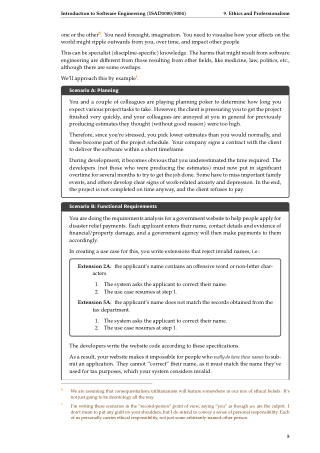 Introduction to Software Engineering (ISAD1000/5004) 9. Ethics and Professionalism
one or the other⁶. You need foresight, imagination. You need to visualise how your effects on the
world might ripple outwards from you, over time, and impact other people.
This can be specialist (discipline-specific) knowledge. The harms that might result from software
engineering are different from those resulting from other fields, like medicine, law, politics, etc.,
although there are some overlaps.
We'll approach this by example⁷.
Scenario A: Planning
You and a couple of colleagues are playing planning poker to determine how long you
expect various project tasks to take. However, the client is pressuring you to get the project
finished very quickly, and your colleagues are annoyed at you in general for previously
producing estimates they thought (without good reason) were too high.
Therefore, since you're stressed, you pick lower estimates than you would normally, and
these become part of the project schedule. Your company signs a contract with the client
to deliver the software within a short timeframe.
During development, it becomes obvious that you underestimated the time required. The
developers (not those who were producing the estimates) must now put in significant
overtime for several months to try to get the job done. Some have to miss important family
events, and others develop clear signs of work-related anxiety and depression. In the end,
the project is not completed on time anyway, and the client refuses to pay.
Scenario B: Functional Requirements
You are doing the requirements analysis for a government website to help people apply for
disaster relief payments. Each applicant enters their name, contact details and evidence of
financial/property damage, and a government agency will then make payments to them
accordingly.
In creating a use case for this, you write extensions that reject invalid names, i.e.:
Extension 2A: the applicant's name contains an offensive word or non-letter char-
acters.
1. The system asks the applicant to correct their name.
2. The use case resumes at step 1.
Extension 5A: the applicant's name does not match the records obtained from the
tax department.
1. The system asks the applicant to correct their name.
2. The use case resumes at step 1.
The developers write the website code according to these specifications.
As a result, your website makes it impossible for people who really do have these names to sub-
mit an application. They cannot "correct" their name, as it must match the name they've
used for tax purposes, which your system considers invalid.
⁶ We are assuming that consequentialism/utilitarianism will feature somewhere in our mix of ethical beliefs. It's
not just going to be deontology all the way.
⁷ I'm writing these scenarios in the "second-person" point of view, saying "you" as though you are the culprit. I
don't mean to put any guilt on your shoulders, but I do intend to convey a sense of personal responsibility. Each
of us personally carries ethical responsibility, not just some arbitrarily-named other person.
8